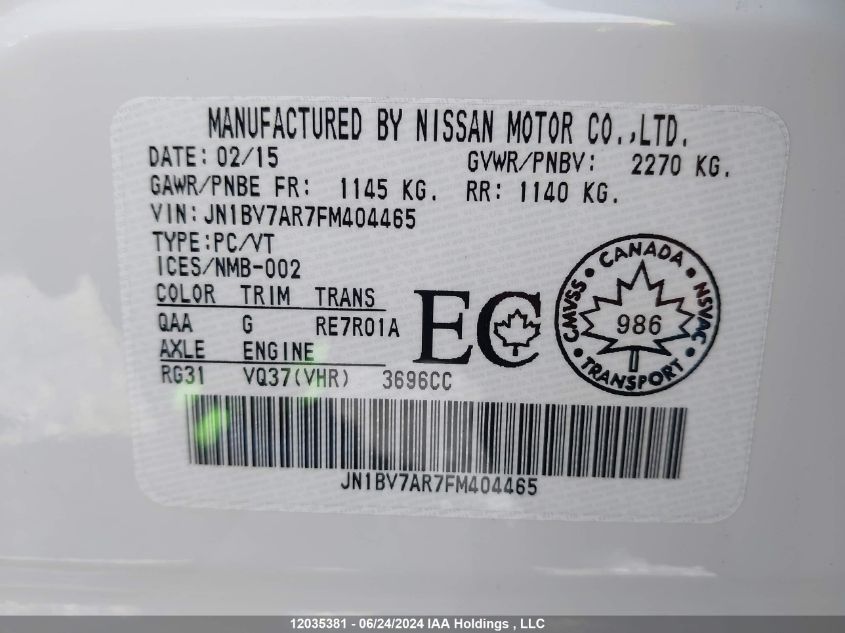 MANUFACTURED BY NISSAN MOTOR CO.,LTD.
DATE: 02/15 GVWR/PNBV: 2270 KG.
GAWR/PNBE FR: 1145 KG. RR: 1140 KG.
VIN: JN1BV7AR7FM404465
TYPE:PC/VT
ICES/NMB-002
COLOR TRIM TRANS
QAA G RE7R01A
AXLE ENGINE
RG31 VQ37(VHR) 3696CC
EC
CANADA
CMVSS • NSVAC
986
TRANSPORT
JN1BV7AR7FM404465
12035381 - 06/24/2024 IAA Holdings , LLC